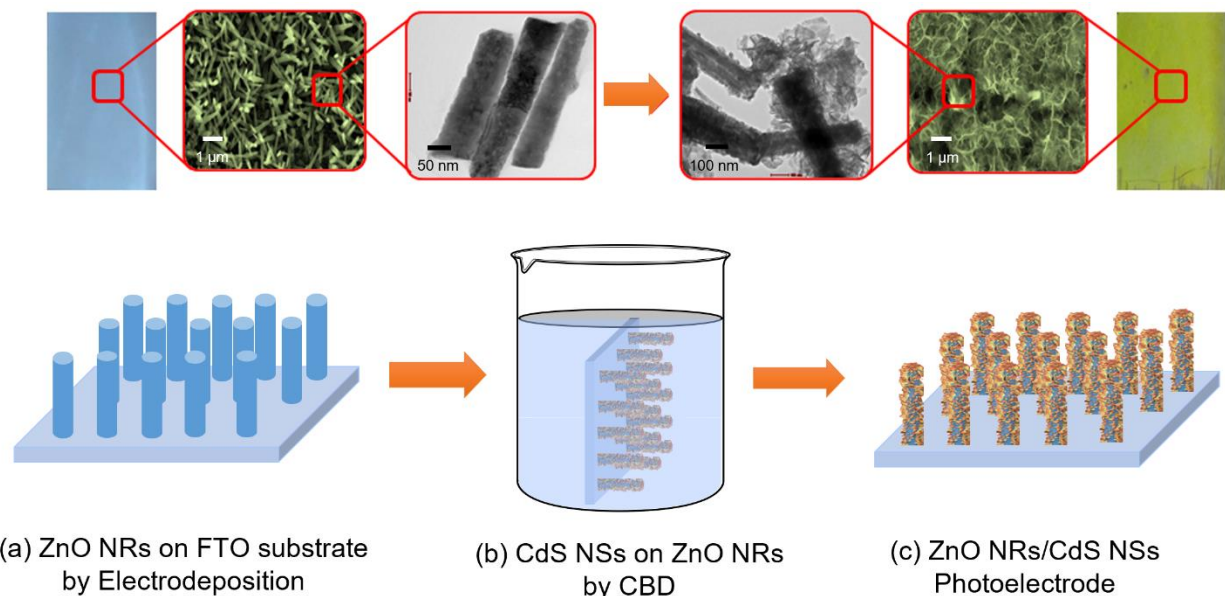 1 µm
50 nm
100 nm
1 µm
(a) ZnO NRs on FTO substrate
by Electrodeposition
(b) CdS NSs on ZnO NRs
by CBD
(c) ZnO NRs/CdS NSs
Photoelectrode